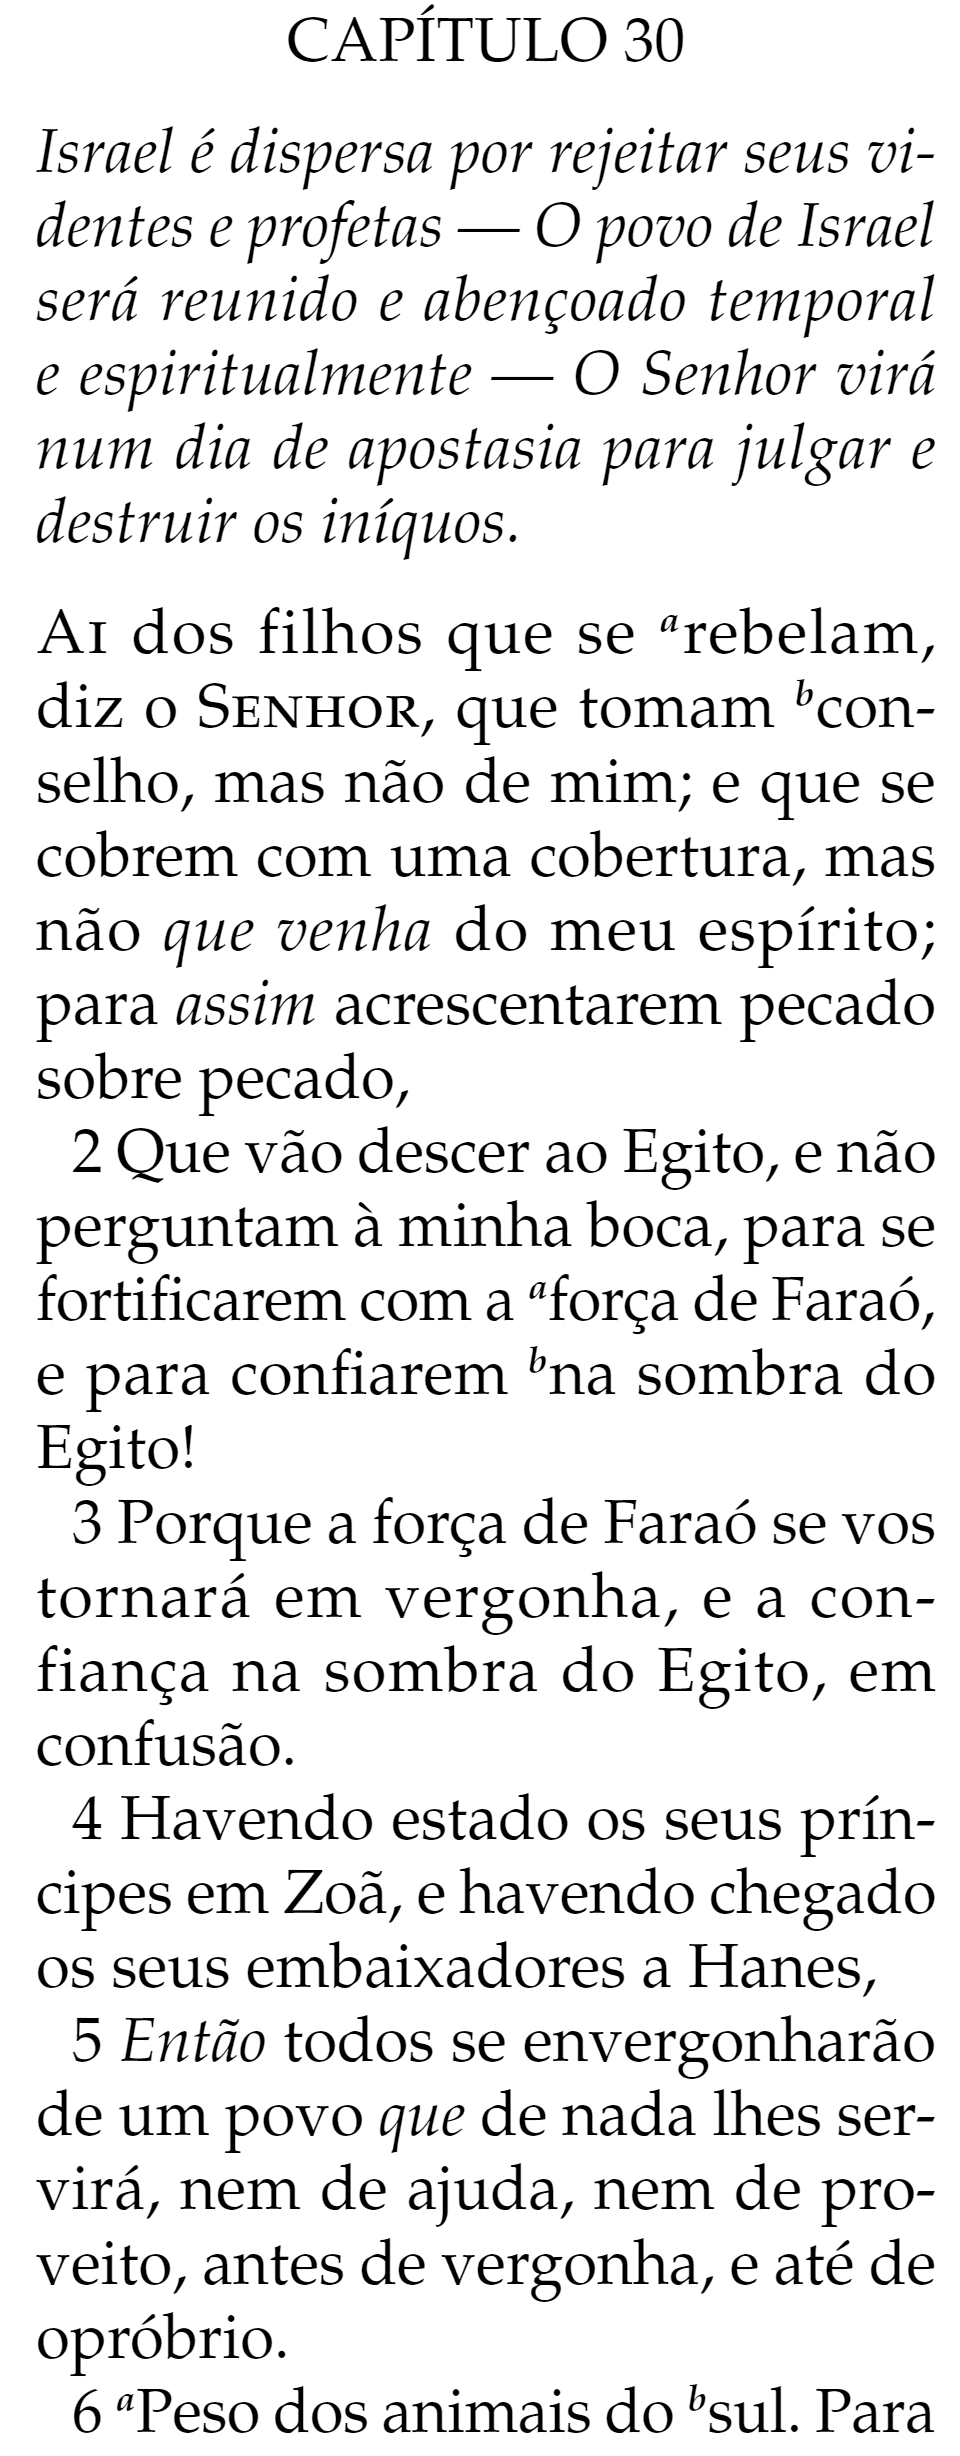 CAPÍTULO 30
Israel é dispersa por rejeitar seus vi-
dentes e profetas — O povo de Israel
será reunido e abençoado temporal
e espiritualmente — O Senhor virá
num dia de apostasia para julgar e
destruir os iníquos.
AI dos filhos que se arebelam,
diz o SENHOR, que tomam bcon-
selho, mas não de mim; e que se
cobrem com uma cobertura, mas
não que venha do meu espírito;
para assim acrescentarem pecado
sobre pecado,
2 Que vão descer ao Egito, e não
perguntam à minha boca, para se
fortificarem com a aforça de Faraó,
e para confiarem bna sombra do
Egito!
3 Porque a força de Faraó se vos
tornará em vergonha, e a con-
fiança na sombra do Egito, em
confusão.
4 Havendo estado os seus prín-
cipes em Zoã, e havendo chegado
os seus embaixadores a Hanes,
5 Então todos se envergonharão
de um povo que de nada lhes ser-
virá, nem de ajuda, nem de pro-
veito, antes de vergonha, e até de
opróbrio.
6 aPeso dos animais do bsul. Para